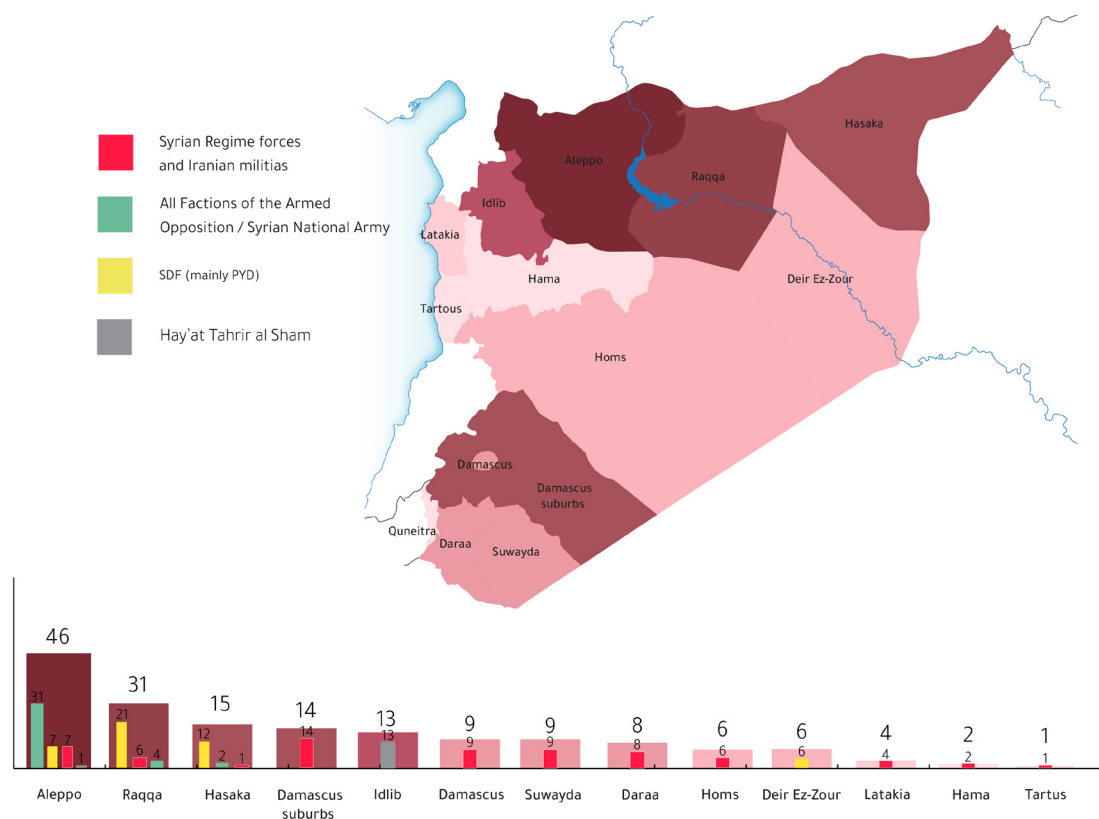 Syrian Regime forces
and Iranian militias
All Factions of the Armed
Opposition / Syrian National Army
SDF (mainly PYD)
Hay`at Tahrir al Sham
Hasaka
Aleppo
Raqqa
Idlib
Latakia
Hama
Deir Ez-Zour
Tartous
Homs
Damascus
Damascus
suburbs
Quneitra
Daraa
Suwayda
46
31
7
7
1
31
21
6
4
15
12
2
1
14
14
13
13
9
9
9
9
8
8
6
6
6
6
4
4
2
2
1
1
Aleppo
Raqqa
Hasaka
Damascus
suburbs
Idlib
Damascus
Suwayda
Daraa
Homs
Deir Ez-Zour
Latakia
Hama
Tartus